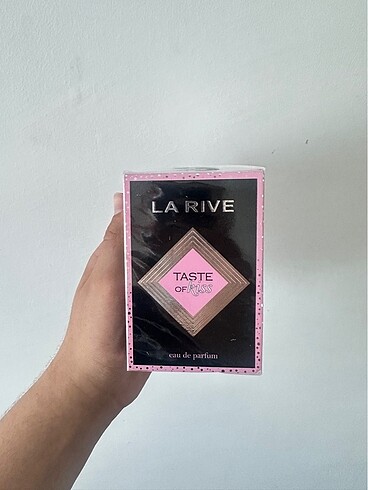 LA RIVE
TASTE
OF KISS
eau de parfum